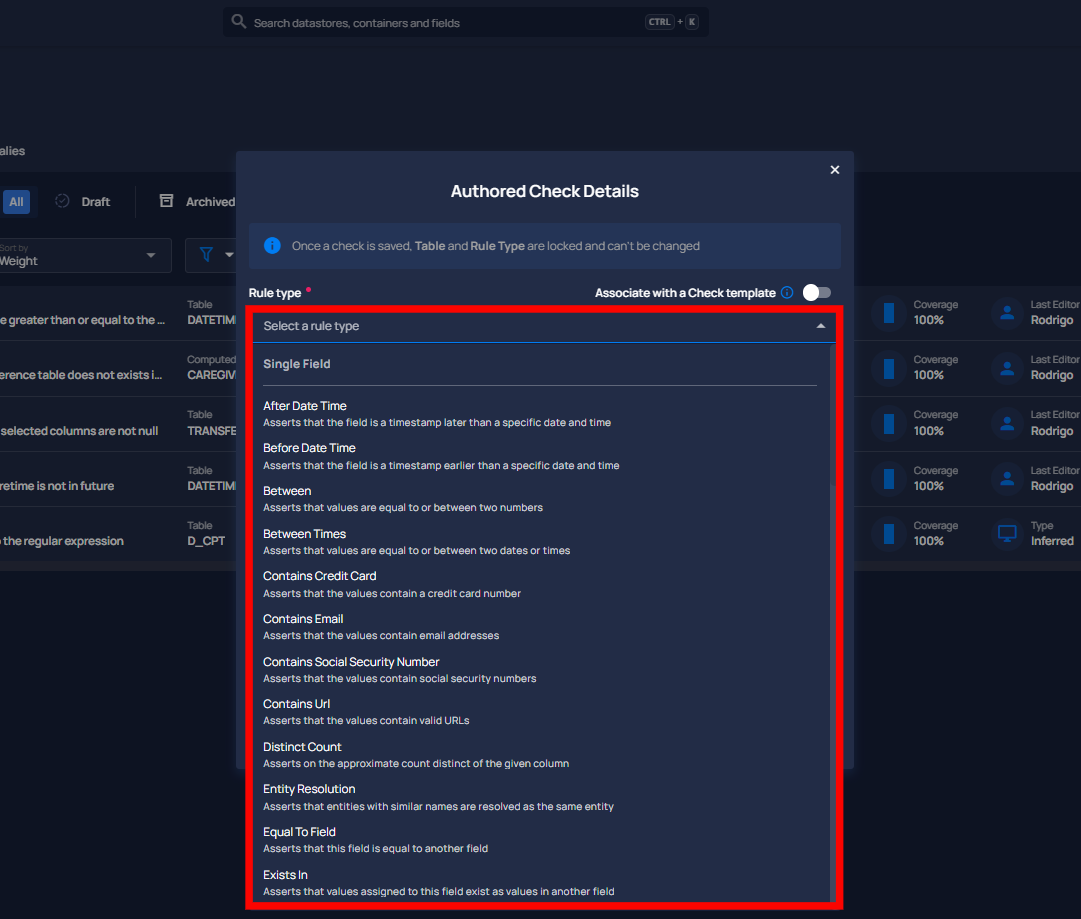 Search datastores, containers and fields CTRL + K
alies
All Draft Archived
Sort by
Weight
Authored Check Details
Once a check is saved, Table and Rule Type are locked and can't be changed
Rule type * Associate with a Check template
Select a rule type
Single Field
After Date Time
Asserts that the field is a timestamp later than a specific date and time
Before Date Time
Asserts that the field is a timestamp earlier than a specific date and time
Between
Asserts that values are equal to or between two numbers
Between Times
Asserts that values are equal to or between two dates or times
Contains Credit Card
Asserts that the values contain a credit card number
Contains Email
Asserts that the values contain email addresses
Contains Social Security Number
Asserts that the values contain social security numbers
Contains Url
Asserts that the values contain valid URLs
Distinct Count
Asserts on the approximate count distinct of the given column
Entity Resolution
Asserts that entities with similar names are resolved as the same entity
Equal To Field
Asserts that this field is equal to another field
Exists In
Asserts that values assigned to this field exist as values in another field
e greater than or equal to the ...
Table
DATETIM
Coverage
100%
Last Editor
Rodrigo
erence table does not exists i...
Computed
CAREGIV
Coverage
100%
Last Editor
Rodrigo
selected columns are not null
Table
TRANSFE
Coverage
100%
Last Editor
Rodrigo
retime is not in future
Table
DATETIM
Coverage
100%
Last Editor
Rodrigo
the regular expression
Table
D_CPT
Coverage
100%
Type
Inferred